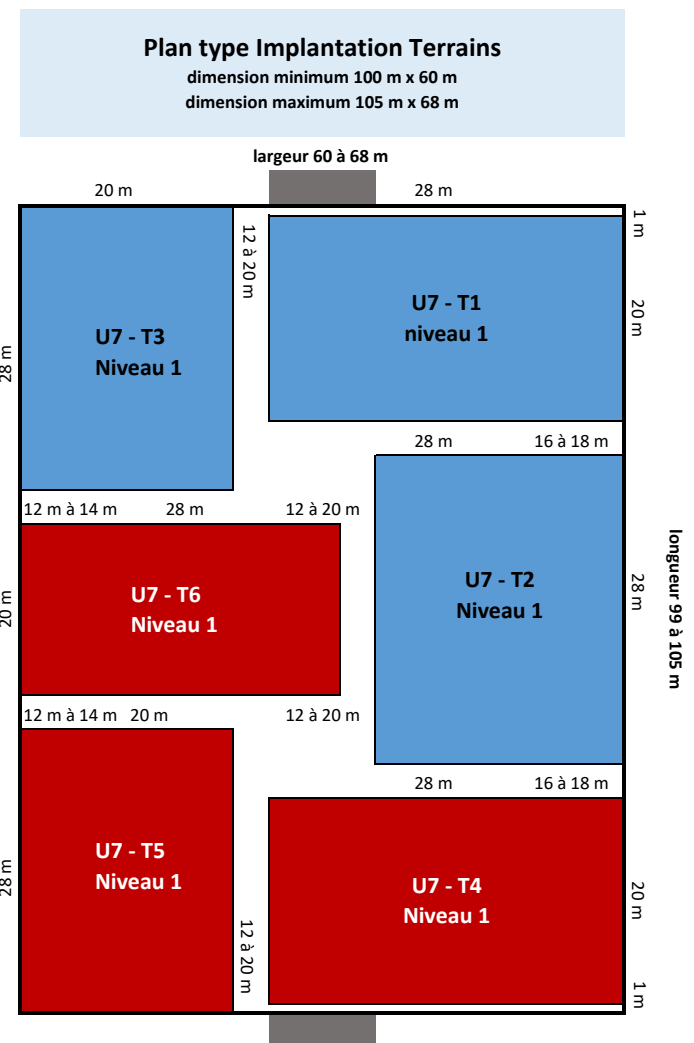 Plan type Implantation Terrains
dimension minimum 100 m x 60 m
dimension maximum 105 m x 68 m
largeur 60 à 68 m
20 m
28 m
1 m
12 à 20 m
20 m
U7 - T1
niveau 1
U7 - T3
Niveau 1
28 m
28 m
16 à 18 m
12 m à 14 m
28 m
12 à 20 m
U7 - T2
Niveau 1
28 m
longueur 99 à 105 m
U7 - T6
Niveau 1
20 m
12 m à 14 m
20 m
12 à 20 m
28 m
16 à 18 m
U7 - T5
Niveau 1
28 m
U7 - T4
Niveau 1
20 m
12 à 20 m
1 m